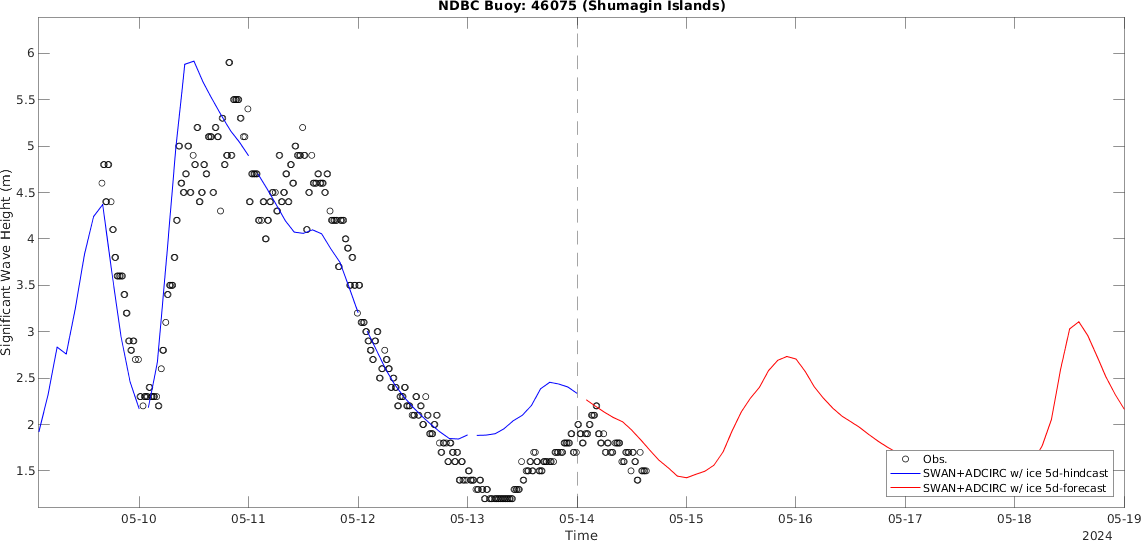 NDBC Buoy: 46075 (Shumagin Islands)
Significant Wave Height (m)
6
5.5
5
4.5
4
3.5
3
2.5
2
1.5
Obs.
SWAN+ADCIRC w/ ice 5d-hindcast
SWAN+ADCIRC w/ ice 5d-forecast
05-10 05-11 05-12 05-13 05-14 05-15 05-16 05-17 05-18 05-19
Time
2024